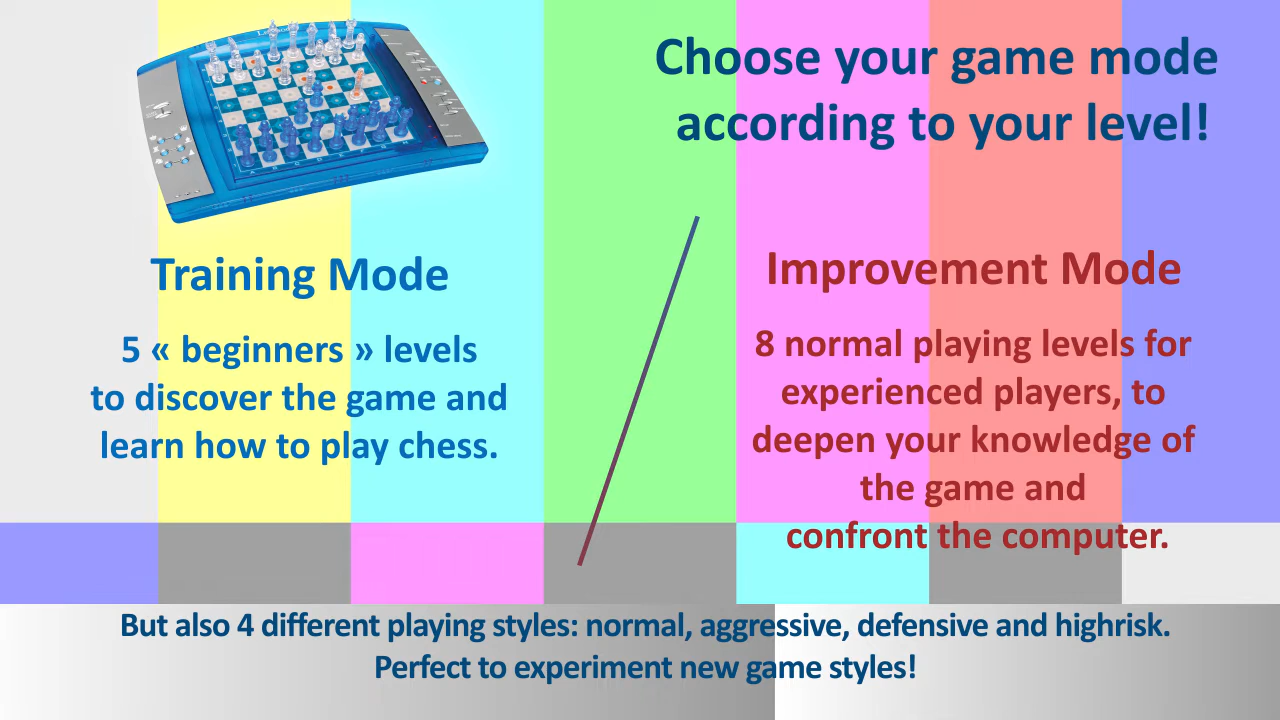 Choose your game mode
according to your level!
Training Mode
5 « beginners » levels
to discover the game and
learn how to play chess.
Improvement Mode
8 normal playing levels for
experienced players, to
deepen your knowledge of
the game and
confront the computer.
But also 4 different playing styles: normal, aggressive, defensive and highrisk.
Perfect to experiment new game styles!